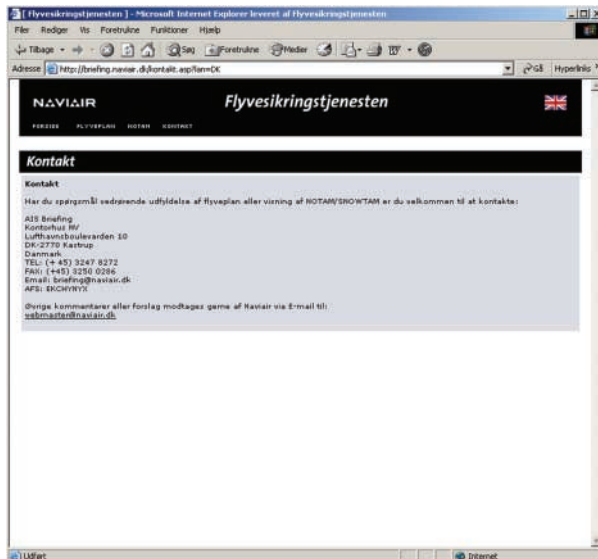 [ Flyvesikringstjenesten ] - Microsoft Internet Explorer leveret af Flyvesikringstjenesten
Filer Rediger Vis Foretrukne Funktioner Hjælp
Tilbage Søg Foretrukne Medier
Adresse http://briefing.naviair.dk/kontakt.asp?lan=DK Gå Hyperlinks
NAVIAIR Flyvesikringstjenesten
FORSIDE FLYVEPLAN NOTAM KONTAKT
Kontakt
Kontakt
Har du spørgsmål vedrørende udfyldelse af flyveplan eller visning af NOTAM/SNOWTAM er du velkommen til at kontakte:
AIS Briefing
Kontorhus NV
Lufthavnsboulevarden 10
DK-2770 Kastrup
Danmark
TEL: (+ 45) 3247 8272
FAX: (+45) 3250 0286
Email: briefing@naviair.dk
AFS: EKCHYNYX
Øvrige kommentarer eller forslag modtages gerne af Naviair via E-mail til:
webmaster@naviair.dk
Udført Internet